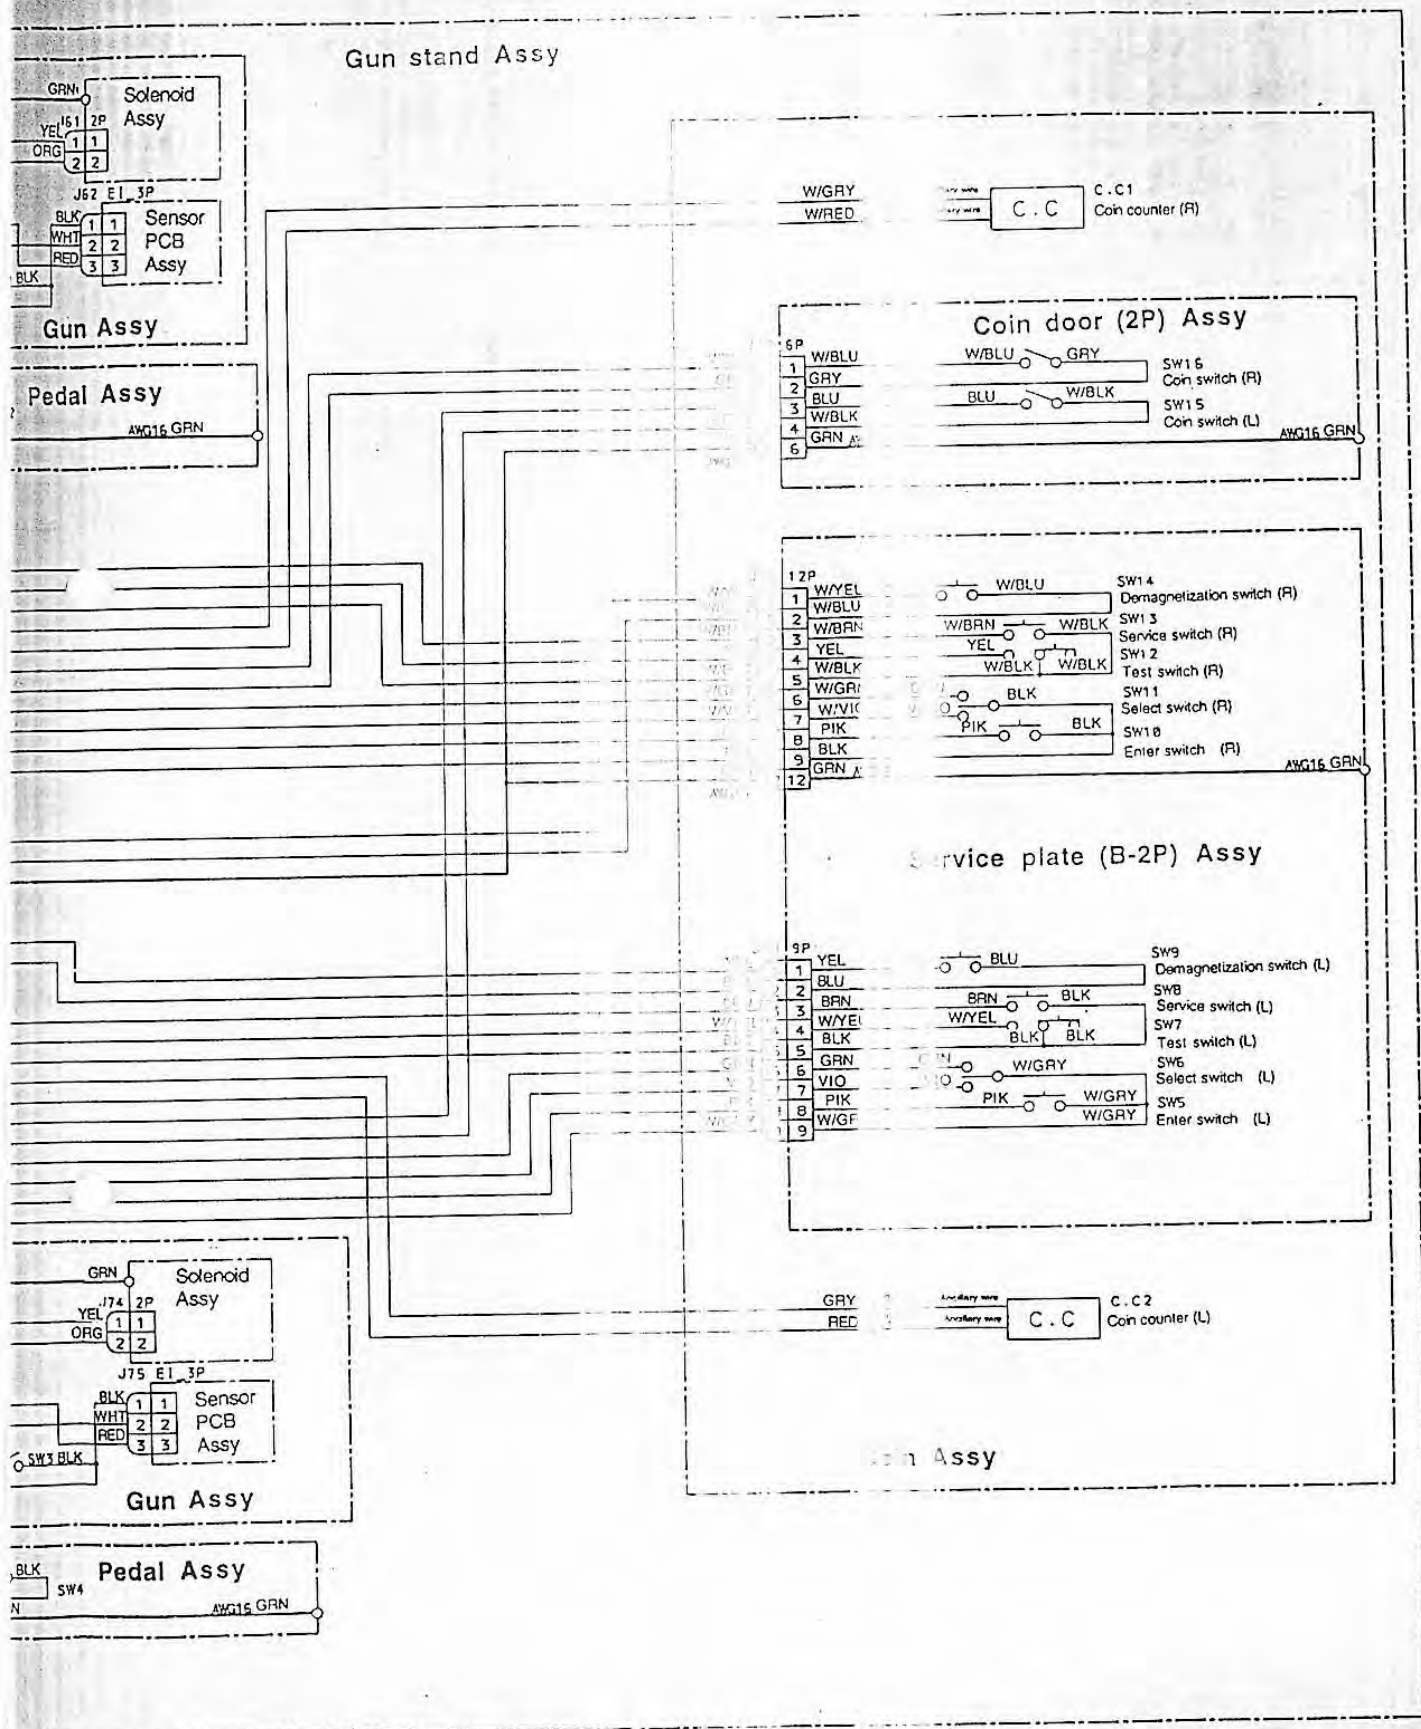 Gun stand Assy
GRN
Solenoid
Assy
2P
YEL
ORG
1 1
2 2
J62 EI 3P
BLK
WHT
RED
1 1
2 2
3 3
Sensor
PCB
Assy
BLK
Gun Assy
Pedal Assy
AWG16 GRN
W/GRY
W/RED
C.C
C.C1
Coin counter (R)
Coin door (2P) Assy
6P
1 W/BLU
2 GRY
3 BLU
4 W/BLK
6 GRN
W/BLU GRY
SW16
Coin switch (R)
BLU W/BLK
SW15
Coin switch (L)
AWG16 GRN
12P
1 W/YEL
2 W/BLU
3 W/BRN
4 YEL
5 W/BLK
6
7
8 PIK
9 BLK
12 GRN
W/BLU
SW14
Demagnetization switch (R)
W/BRN W/BLK
SW13
Service switch (R)
YEL
W/BLK W/BLK
SW12
Test switch (R)
BLK
SW11
Select switch (R)
PIK BLK
SW10
Enter switch (R)
AWG16 GRN
plate (B-2P) Assy
9P
1 YEL
2 BLU
3 BRN
4 W/YEL
5 BLK
6 GRN
7 VIO
8 PIK
9
BLU
SW9
Demagnetization switch (L)
BRN BLK
SW8
Service switch (L)
W/YEL
BLK BLK
SW7
Test switch (L)
W/GRY
SW6
Select switch (L)
PIK W/GRY
W/GRY
SW5
Enter switch (L)
GRN
Solenoid
Assy
J74 2P
YEL
ORG
1 1
2 2
J75 EI 3P
BLK
WHT
RED
1 1
2 2
3 3
Sensor
PCB
Assy
SW3 BLK
Gun Assy
GRY
RED
Ancillary wire
Ancillary wire
C.C
C.C2
Coin counter (L)
Assy
BLK
SW4
Pedal Assy
AWG16 GRN